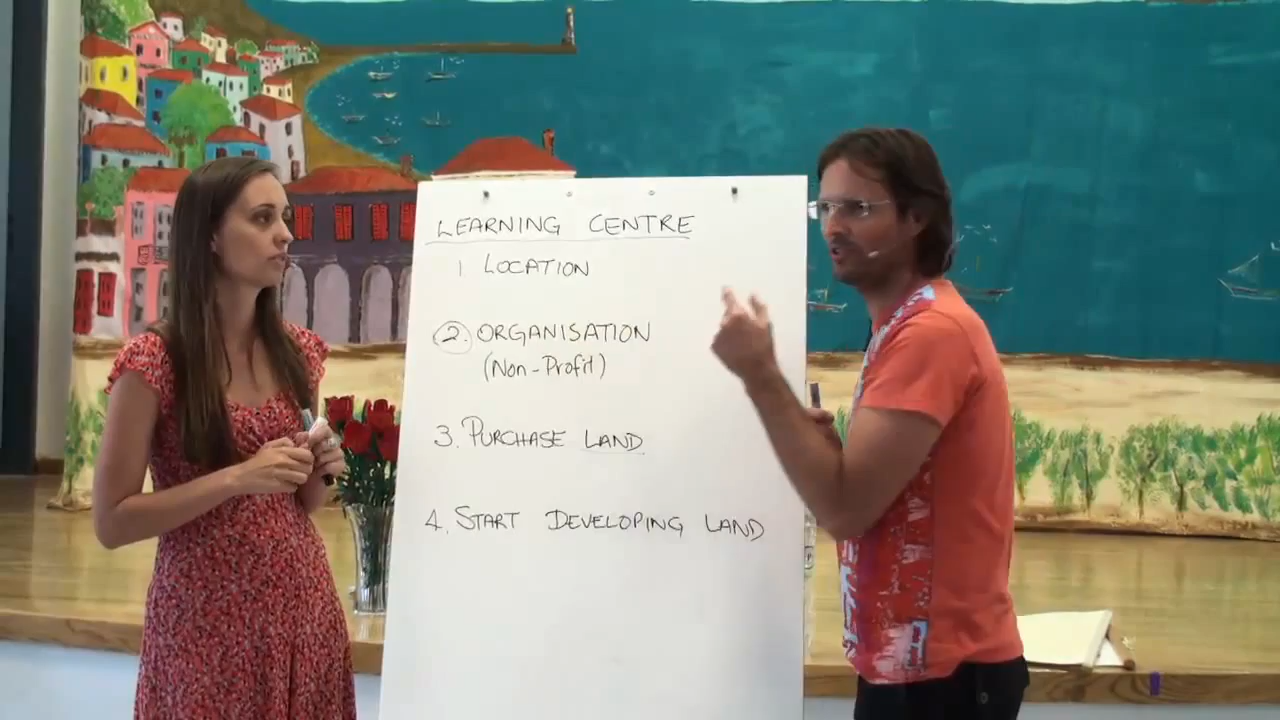 LEARNING CENTRE
1 LOCATION
2. ORGANISATION
(Non-Profit)
3. PURCHASE LAND
4. START DEVELOPING LAND